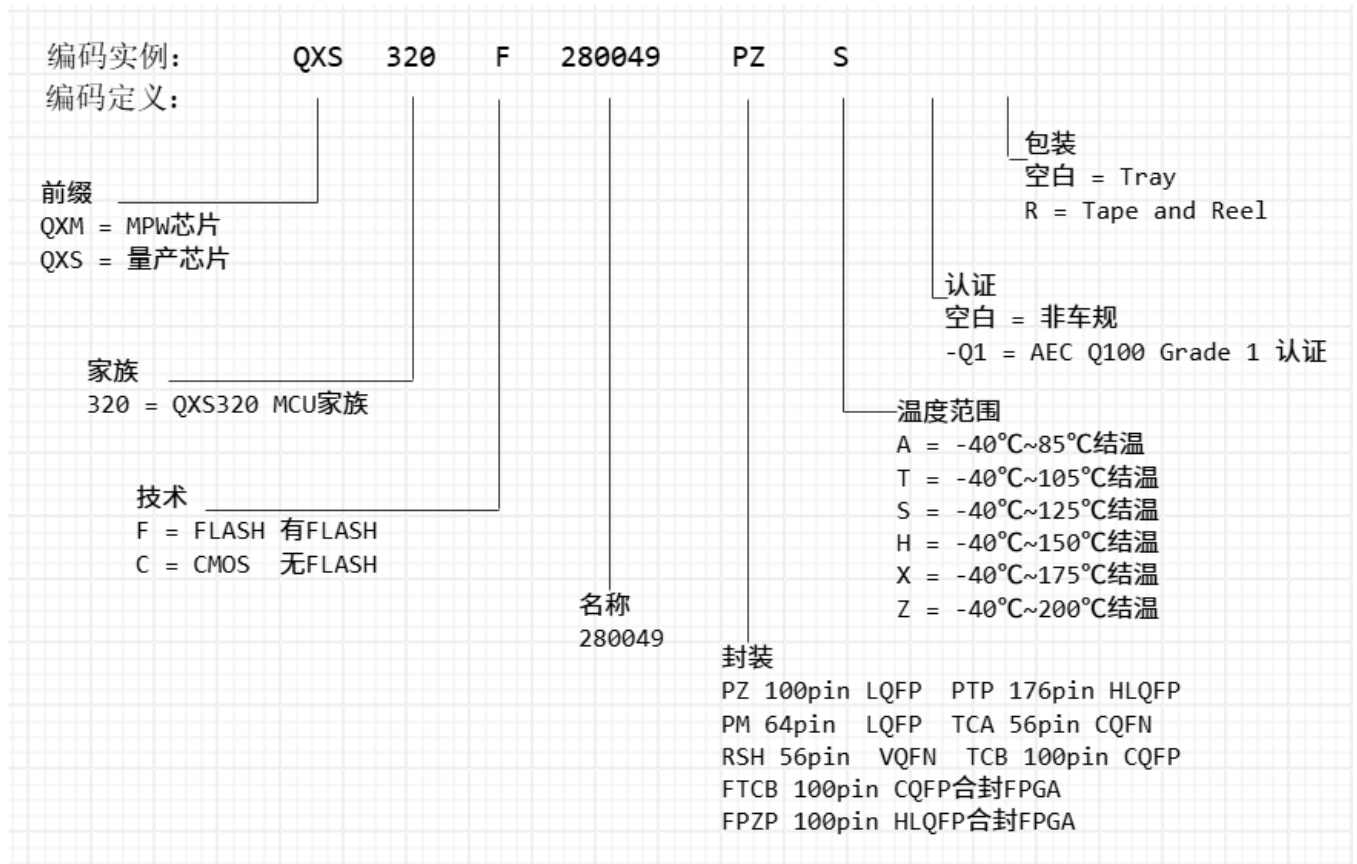 编码实例: QXS 320 F 280049 PZ S
编码定义:
包装
空白 = Tray
R = Tape and Reel
前缀
QXM = MPW芯片
QXS = 量产芯片
认证
空白 = 非车规
-Q1 = AEC Q100 Grade 1 认证
家族
320 = QXS320 MCU家族
温度范围
A = -40℃~85℃结温
T = -40℃~105℃结温
S = -40℃~125℃结温
H = -40℃~150℃结温
X = -40℃~175℃结温
Z = -40℃~200℃结温
技术
F = FLASH 有FLASH
C = CMOS 无FLASH
名称
280049
封装
PZ 100pin LQFP PTP 176pin HLQFP
PM 64pin LQFP TCA 56pin CQFN
RSH 56pin VQFN TCB 100pin CQFP
FTCB 100pin CQFP合封FPGA
FPZP 100pin HLQFP合封FPGA